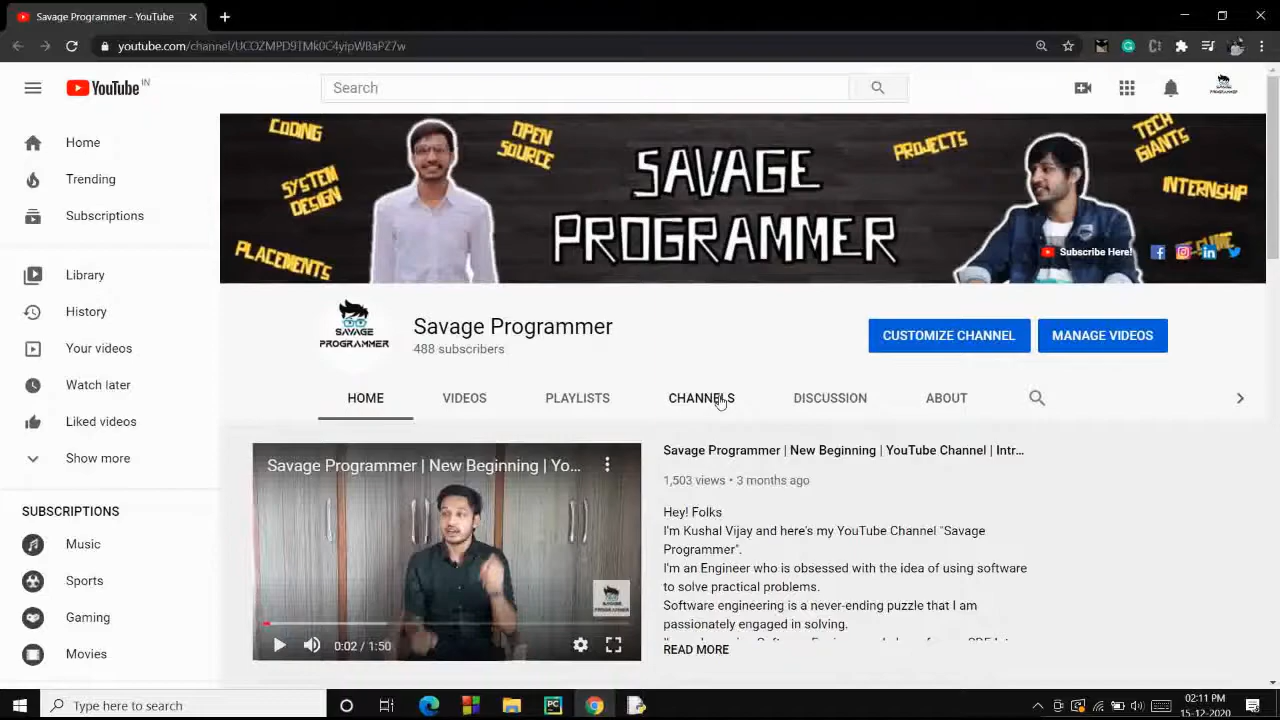 Savage Programmer - YouTube
youtube.com/channel/UCOZMPD9TMk0C4yipWBaPZ7w
YouTube IN
Search
CODING
SYSTEM
DESIGN
PLACEMENTS
OPEN
SOURCE
SAVAGE
PROGRAMMER
PROJECTS
TECH
GIANTS
INTERNSHIP
Subscribe Here!
Home
Trending
Subscriptions
Library
History
Your videos
Watch later
Liked videos
Show more
SUBSCRIPTIONS
Music
Sports
Gaming
Movies
SAVAGE
PROGRAMMER
Savage Programmer
488 subscribers
CUSTOMIZE CHANNEL
MANAGE VIDEOS
HOME VIDEOS PLAYLISTS CHANNELS DISCUSSION ABOUT
Savage Programmer | New Beginning | Yo...
SAVAGE
PROGRAMMER
0:02 / 1:50
Savage Programmer | New Beginning | YouTube Channel | Intr...
1,503 views • 3 months ago
Hey! Folks
I'm Kushal Vijay and here's my YouTube Channel "Savage
Programmer".
I'm an Engineer who is obsessed with the idea of using software
to solve practical problems.
Software engineering is a never-ending puzzle that I am
passionately engaged in solving.
READ MORE
Type here to search
02:11 PM
15-12-2020